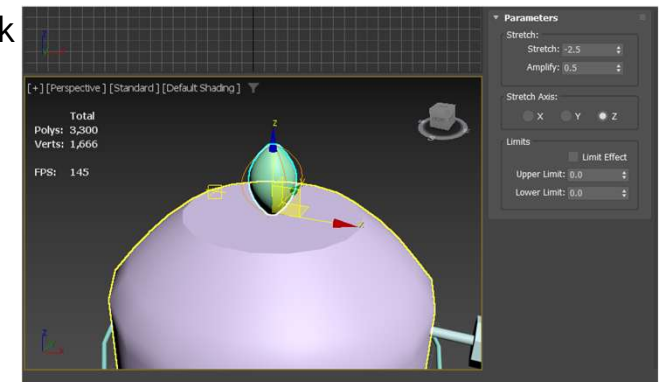 k
z
x
[+] [Perspective ] [Standard ] [Default Shading ]
Total
Polys: 3,300
Verts: 1,666
FPS: 145
z
x
z
x
Parameters
Stretch:
Stretch: -2.5
Amplify: 0.5
Stretch Axis:
X Y Z
Limits
Limit Effect
Upper Limit: 0.0
Lower Limit: 0.0